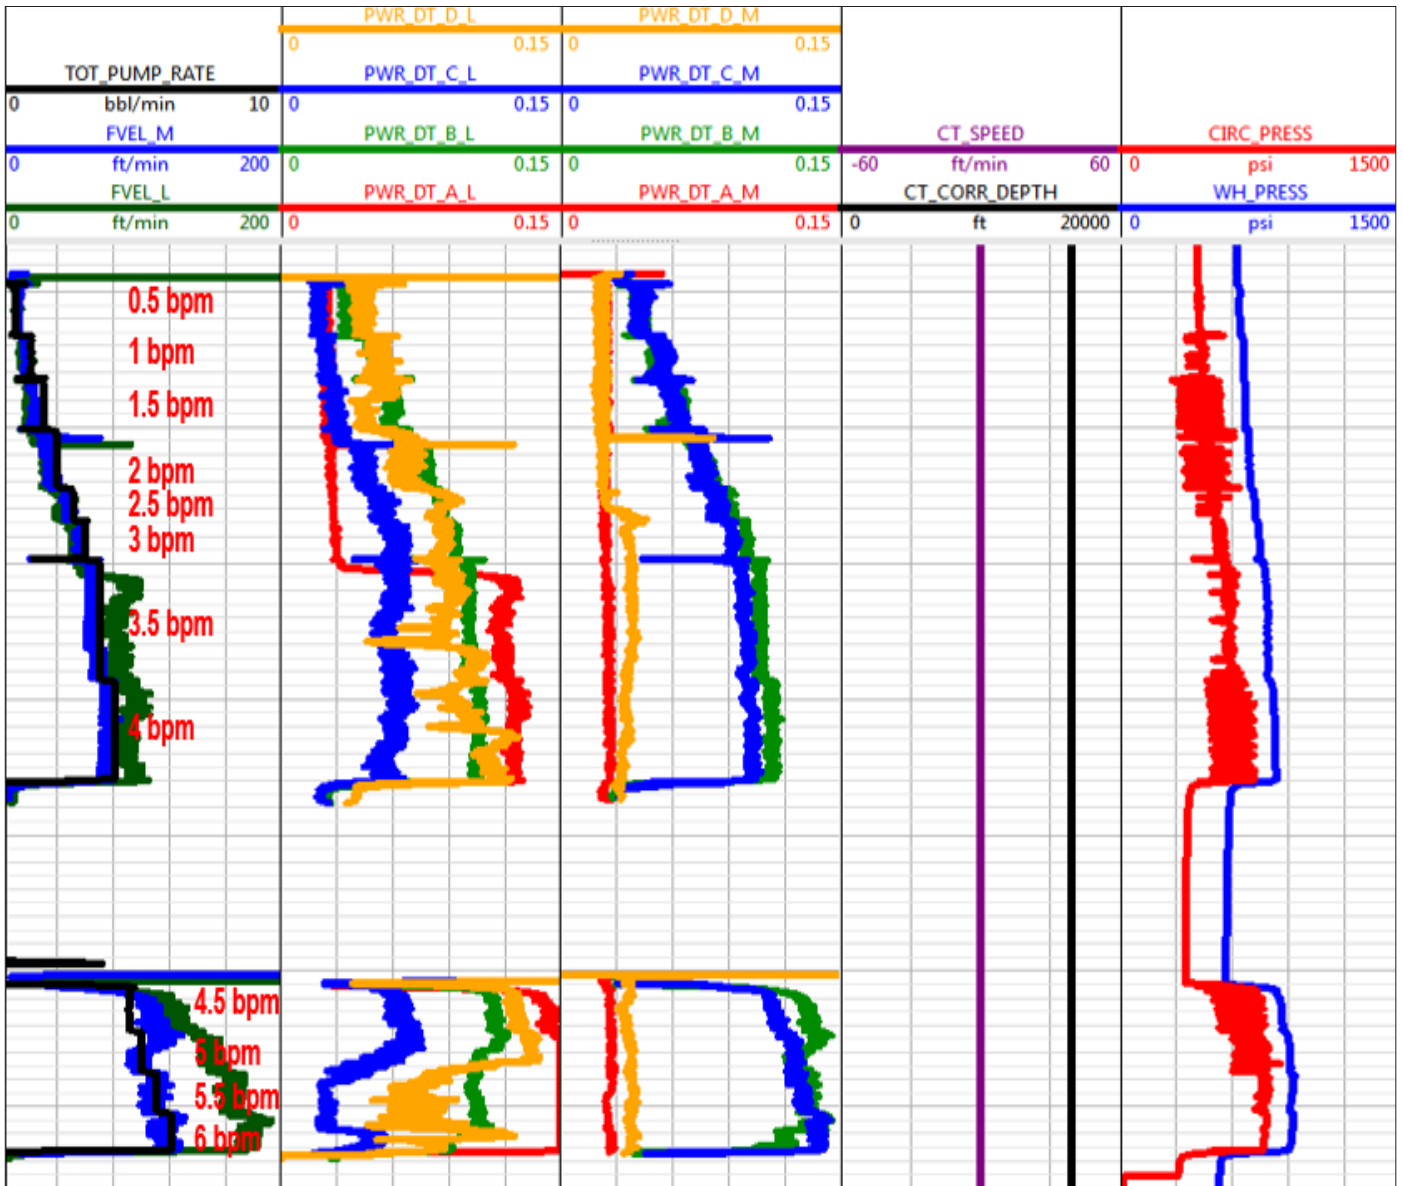 PWR_DT_D_L PWR_DT_D_M
0 0.15 0 0.15
TOT_PUMP_RATE PWR_DT_C_L PWR_DT_C_M
0 bbl/min 10 0 0.15 0 0.15
FVEL_M PWR_DT_B_L PWR_DT_B_M CT_SPEED CIRC_PRESS
0 ft/min 200 0 0.15 0 0.15 -60 ft/min 60 0 psi 1500
FVEL_L PWR_DT_A_L PWR_DT_A_M CT_CORR_DEPTH WH_PRESS
0 ft/min 200 0 0.15 0 0.15 0 ft 20000 0 psi 1500
0.5 bpm
1 bpm
1.5 bpm
2 bpm
2.5 bpm
3 bpm
3.5 bpm
4 bpm
4.5 bpm
5 bpm
5.5 bpm
6 bpm